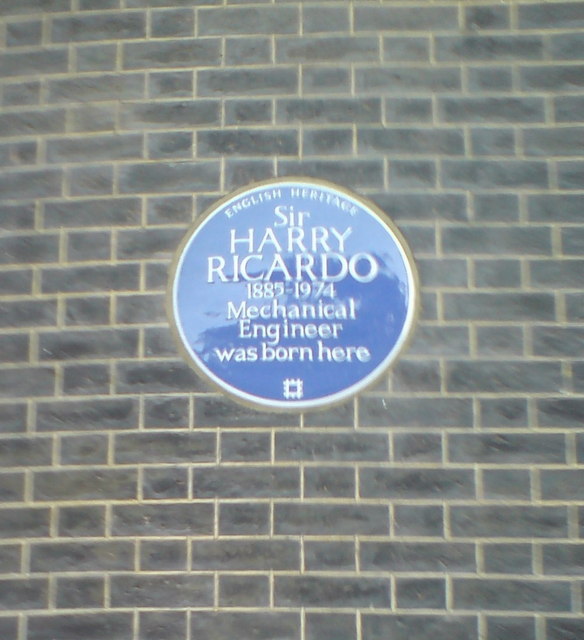 ENGLISH HERITAGE
Sir
HARRY
RICARDO
1885-1974
Mechanical
Engineer
was born here